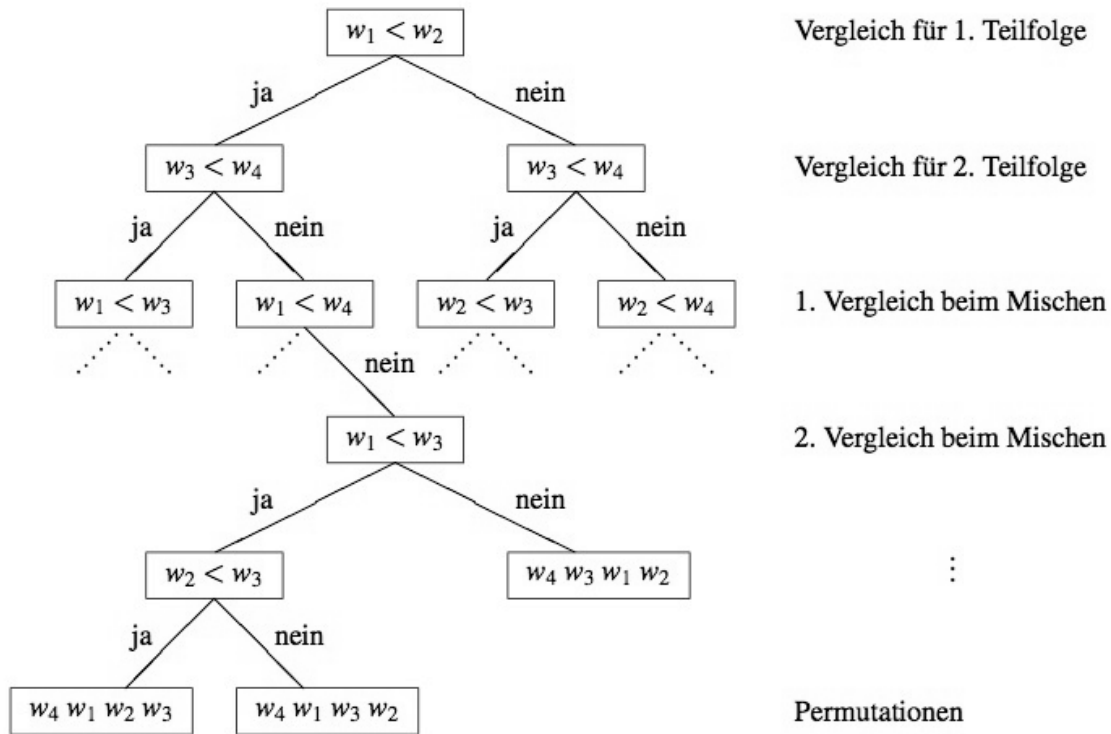 w₁ < w₂ Vergleich für 1. Teilfolge
ja nein
w₃ < w₄ w₃ < w₄ Vergleich für 2. Teilfolge
ja nein ja nein
w₁ < w₃ w₁ < w₄ w₂ < w₃ w₂ < w₄ 1. Vergleich beim Mischen
nein
w₁ < w₃ 2. Vergleich beim Mischen
ja nein
w₂ < w₃ w₄ w₃ w₁ w₂ ⋮
ja nein
w₄ w₁ w₂ w₃ w₄ w₁ w₃ w₂ Permutationen